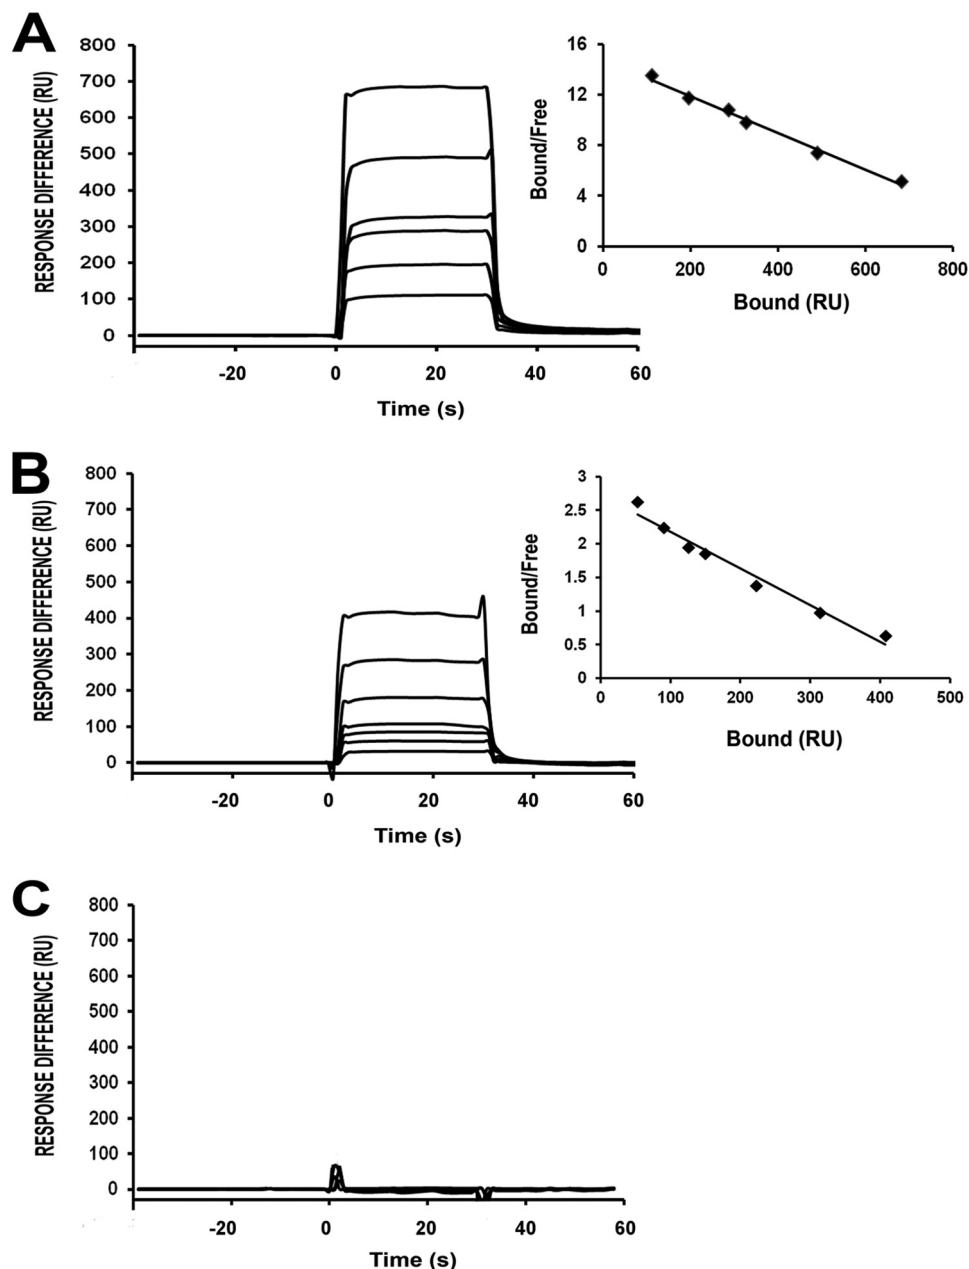 A
RESPONSE DIFFERENCE (RU)
800
700
600
500
400
300
200
100
0
-20 0 20 40 60
Time (s)
Bound/Free
16
12
8
4
0
0 200 400 600 800
Bound (RU)
B
RESPONSE DIFFERENCE (RU)
800
700
600
500
400
300
200
100
0
-20 0 20 40 60
Time (s)
Bound/Free
3
2.5
2
1.5
1
0.5
0
0 100 200 300 400 500
Bound (RU)
C
RESPONSE DIFFERENCE (RU)
800
700
600
500
400
300
200
100
0
-20 0 20 40 60
Time (s)